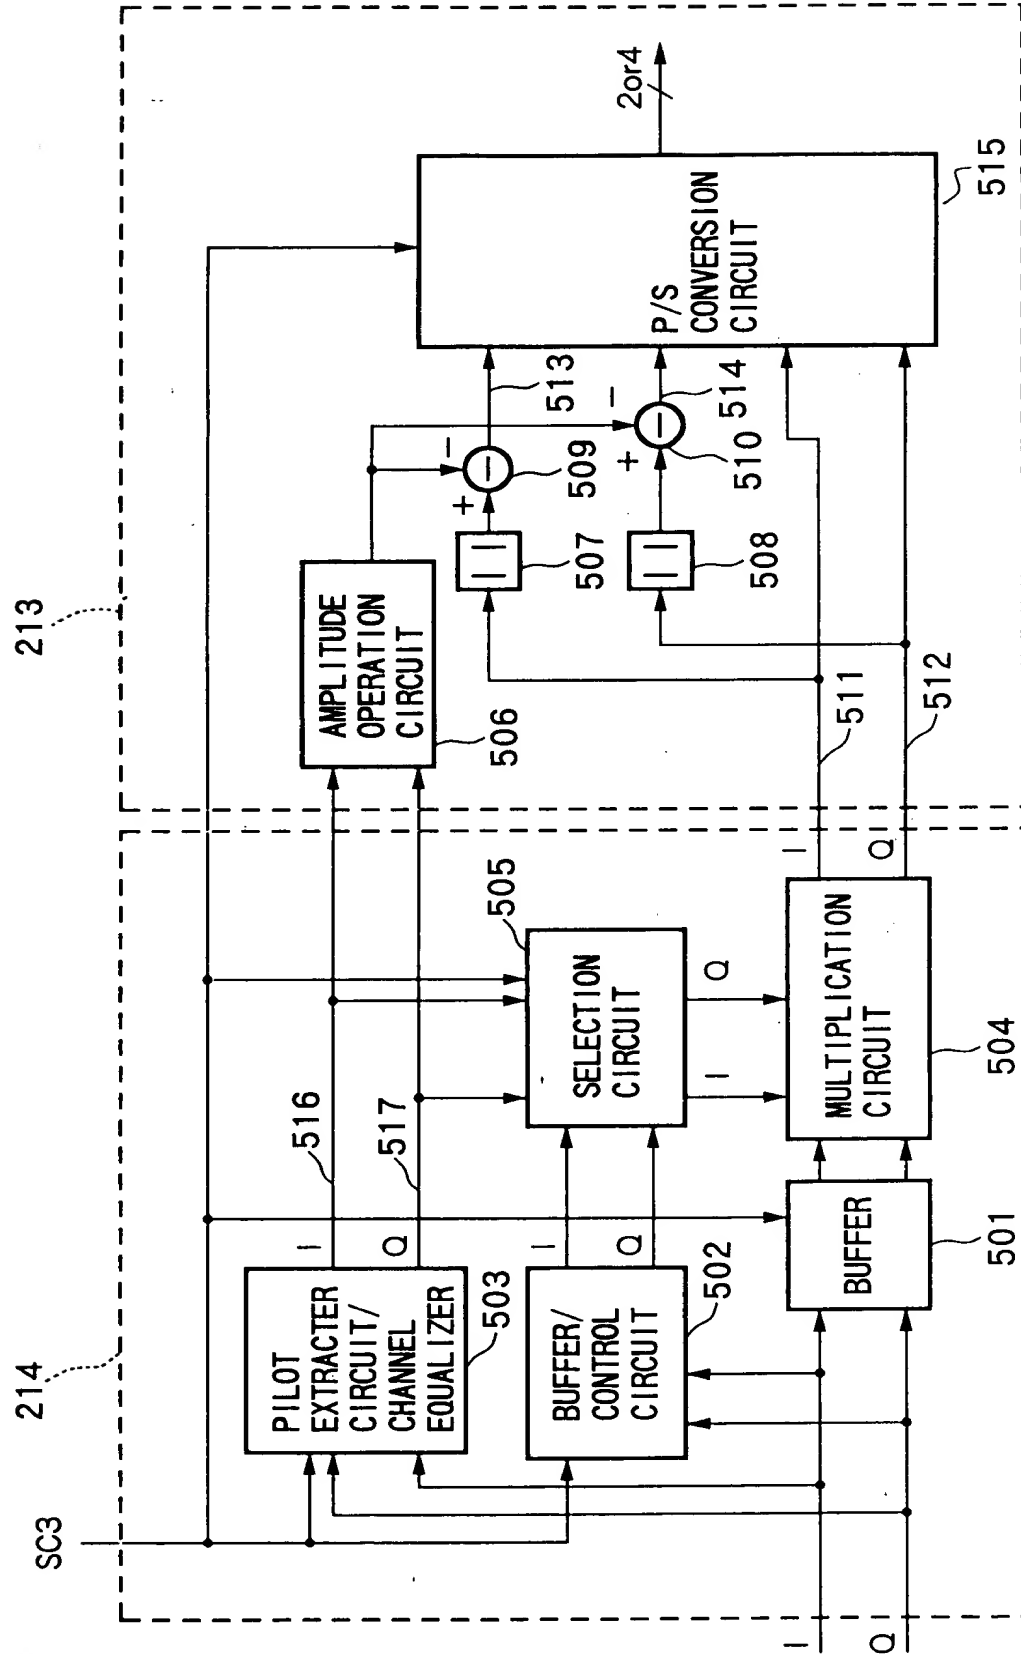 214
213
SC3
PILOT
EXTRACTER
CIRCUIT/
CHANNEL
EQUALIZER
503
I
Q
516
517
AMPLITUDE
OPERATION
CIRCUIT
506
BUFFER/
CONTROL
CIRCUIT
502
I
Q
SELECTION
CIRCUIT
505
I
Q
| |
507
+
-
-
509
513
| |
508
+
-
-
510
514
P/S
CONVERSION
CIRCUIT
515
2or4
I
Q
BUFFER
501
MULTIPLICATION
CIRCUIT
504
I
Q
511
512